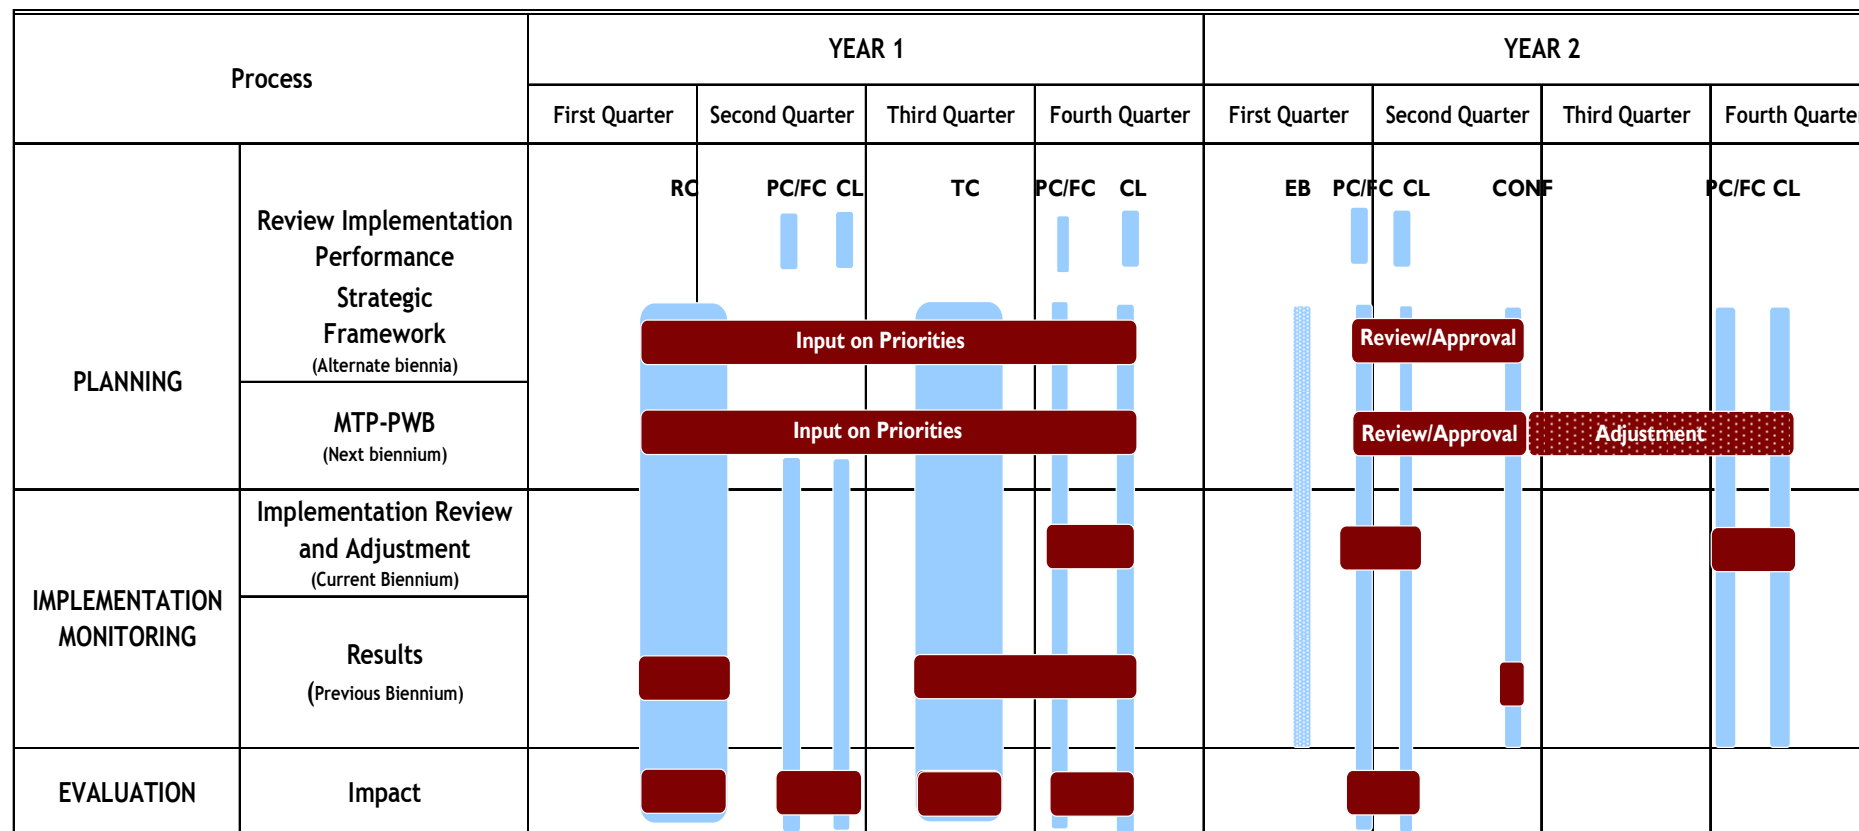 Process
YEAR 1
YEAR 2
First Quarter
Second Quarter
Third Quarter
Fourth Quarter
First Quarter
Second Quarter
Third Quarter
Fourth Quarte
RC
PC/FC
CL
TC
PC/FC
CL
EB
PC/FC
CL
CONF
PC/FC
CL
PLANNING
Review Implementation
Performance
Strategic
Framework
(Alternate biennia)
Input on Priorities
Review/Approval
MTP-PWB
(Next biennium)
Input on Priorities
Review/Approval
Adjustment
IMPLEMENTATION
MONITORING
Implementation Review
and Adjustment
(Current Biennium)
Results
(Previous Biennium)
EVALUATION
Impact